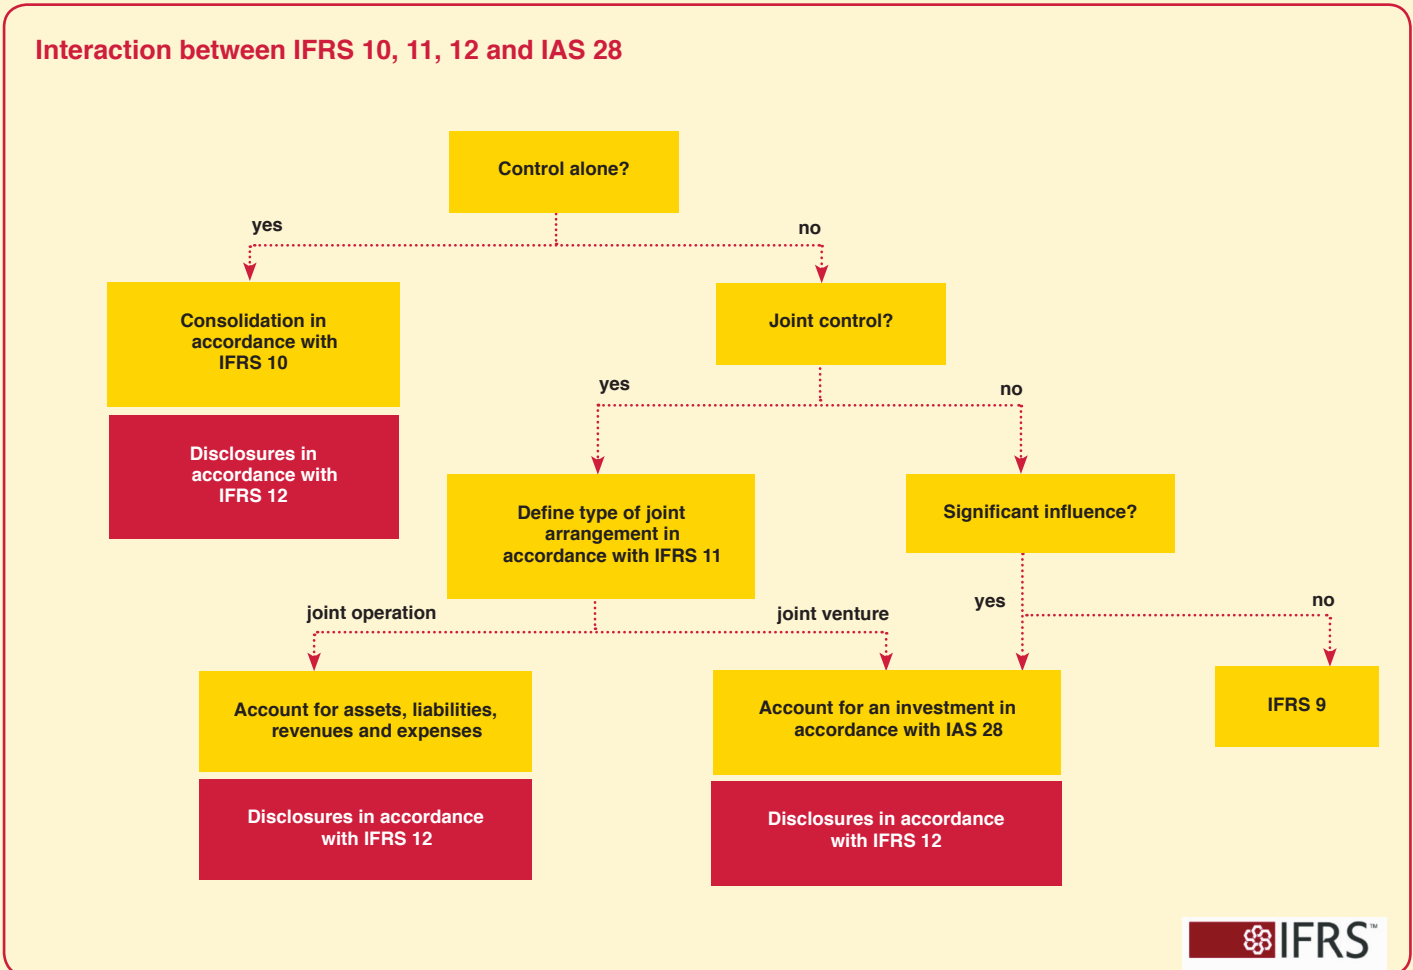 Interaction between IFRS 10, 11, 12 and IAS 28
Control alone?
yes
no
Consolidation in
accordance with
IFRS 10
Joint control?
Disclosures in
accordance with
IFRS 12
yes
no
Define type of joint
arrangement in
accordance with IFRS 11
Significant influence?
joint operation
joint venture
yes
no
Account for assets, liabilities,
revenues and expenses
Account for an investment in
accordance with IAS 28
IFRS 9
Disclosures in accordance
with IFRS 12
Disclosures in accordance
with IFRS 12
IFRS™